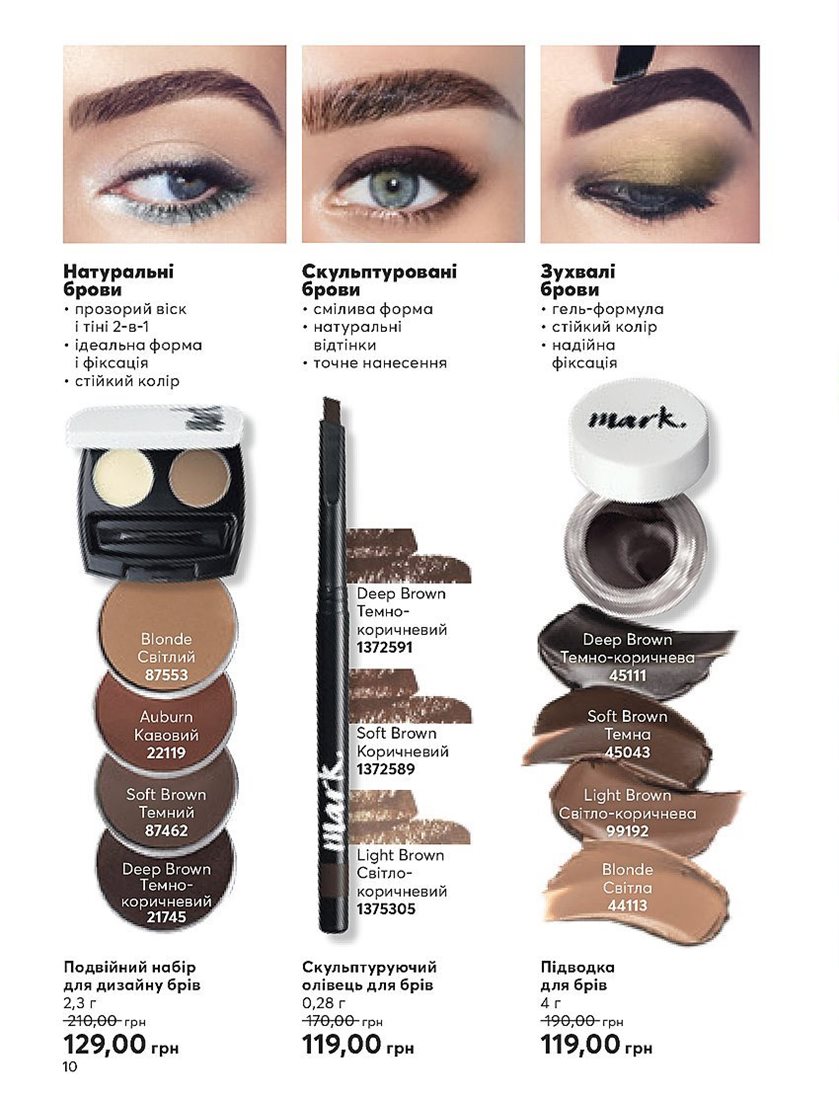 Натуральні
брови
• прозорий віск
і тіні 2-в-1
• ідеальна форма
і фіксація
• стійкий колір
Скульптуровані
брови
• смілива форма
• натуральні
відтінки
• точне нанесення
Зухвалі
брови
• гель-формула
• стійкий колір
• надійна
фіксація
Blonde
Світлий
87553
Auburn
Кавовий
22119
Soft Brown
Темний
87462
Deep Brown
Темно-
коричневий
21745
mark.
Deep Brown
Темно-
коричневий
1372591
Soft Brown
Коричневий
1372589
Light Brown
Світло-
коричневий
1375305
mark.
Deep Brown
Темно-коричнева
45111
Soft Brown
Темна
45043
Light Brown
Світло-коричнева
99192
Blonde
Світла
44113
Подвійний набір
для дизайну брів
2,3 г
210,00 грн
129,00 грн
Скульптуруючий
олівець для брів
0,28 г
170,00 грн
119,00 грн
Підводка
для брів
4 г
190,00 грн
119,00 грн
10